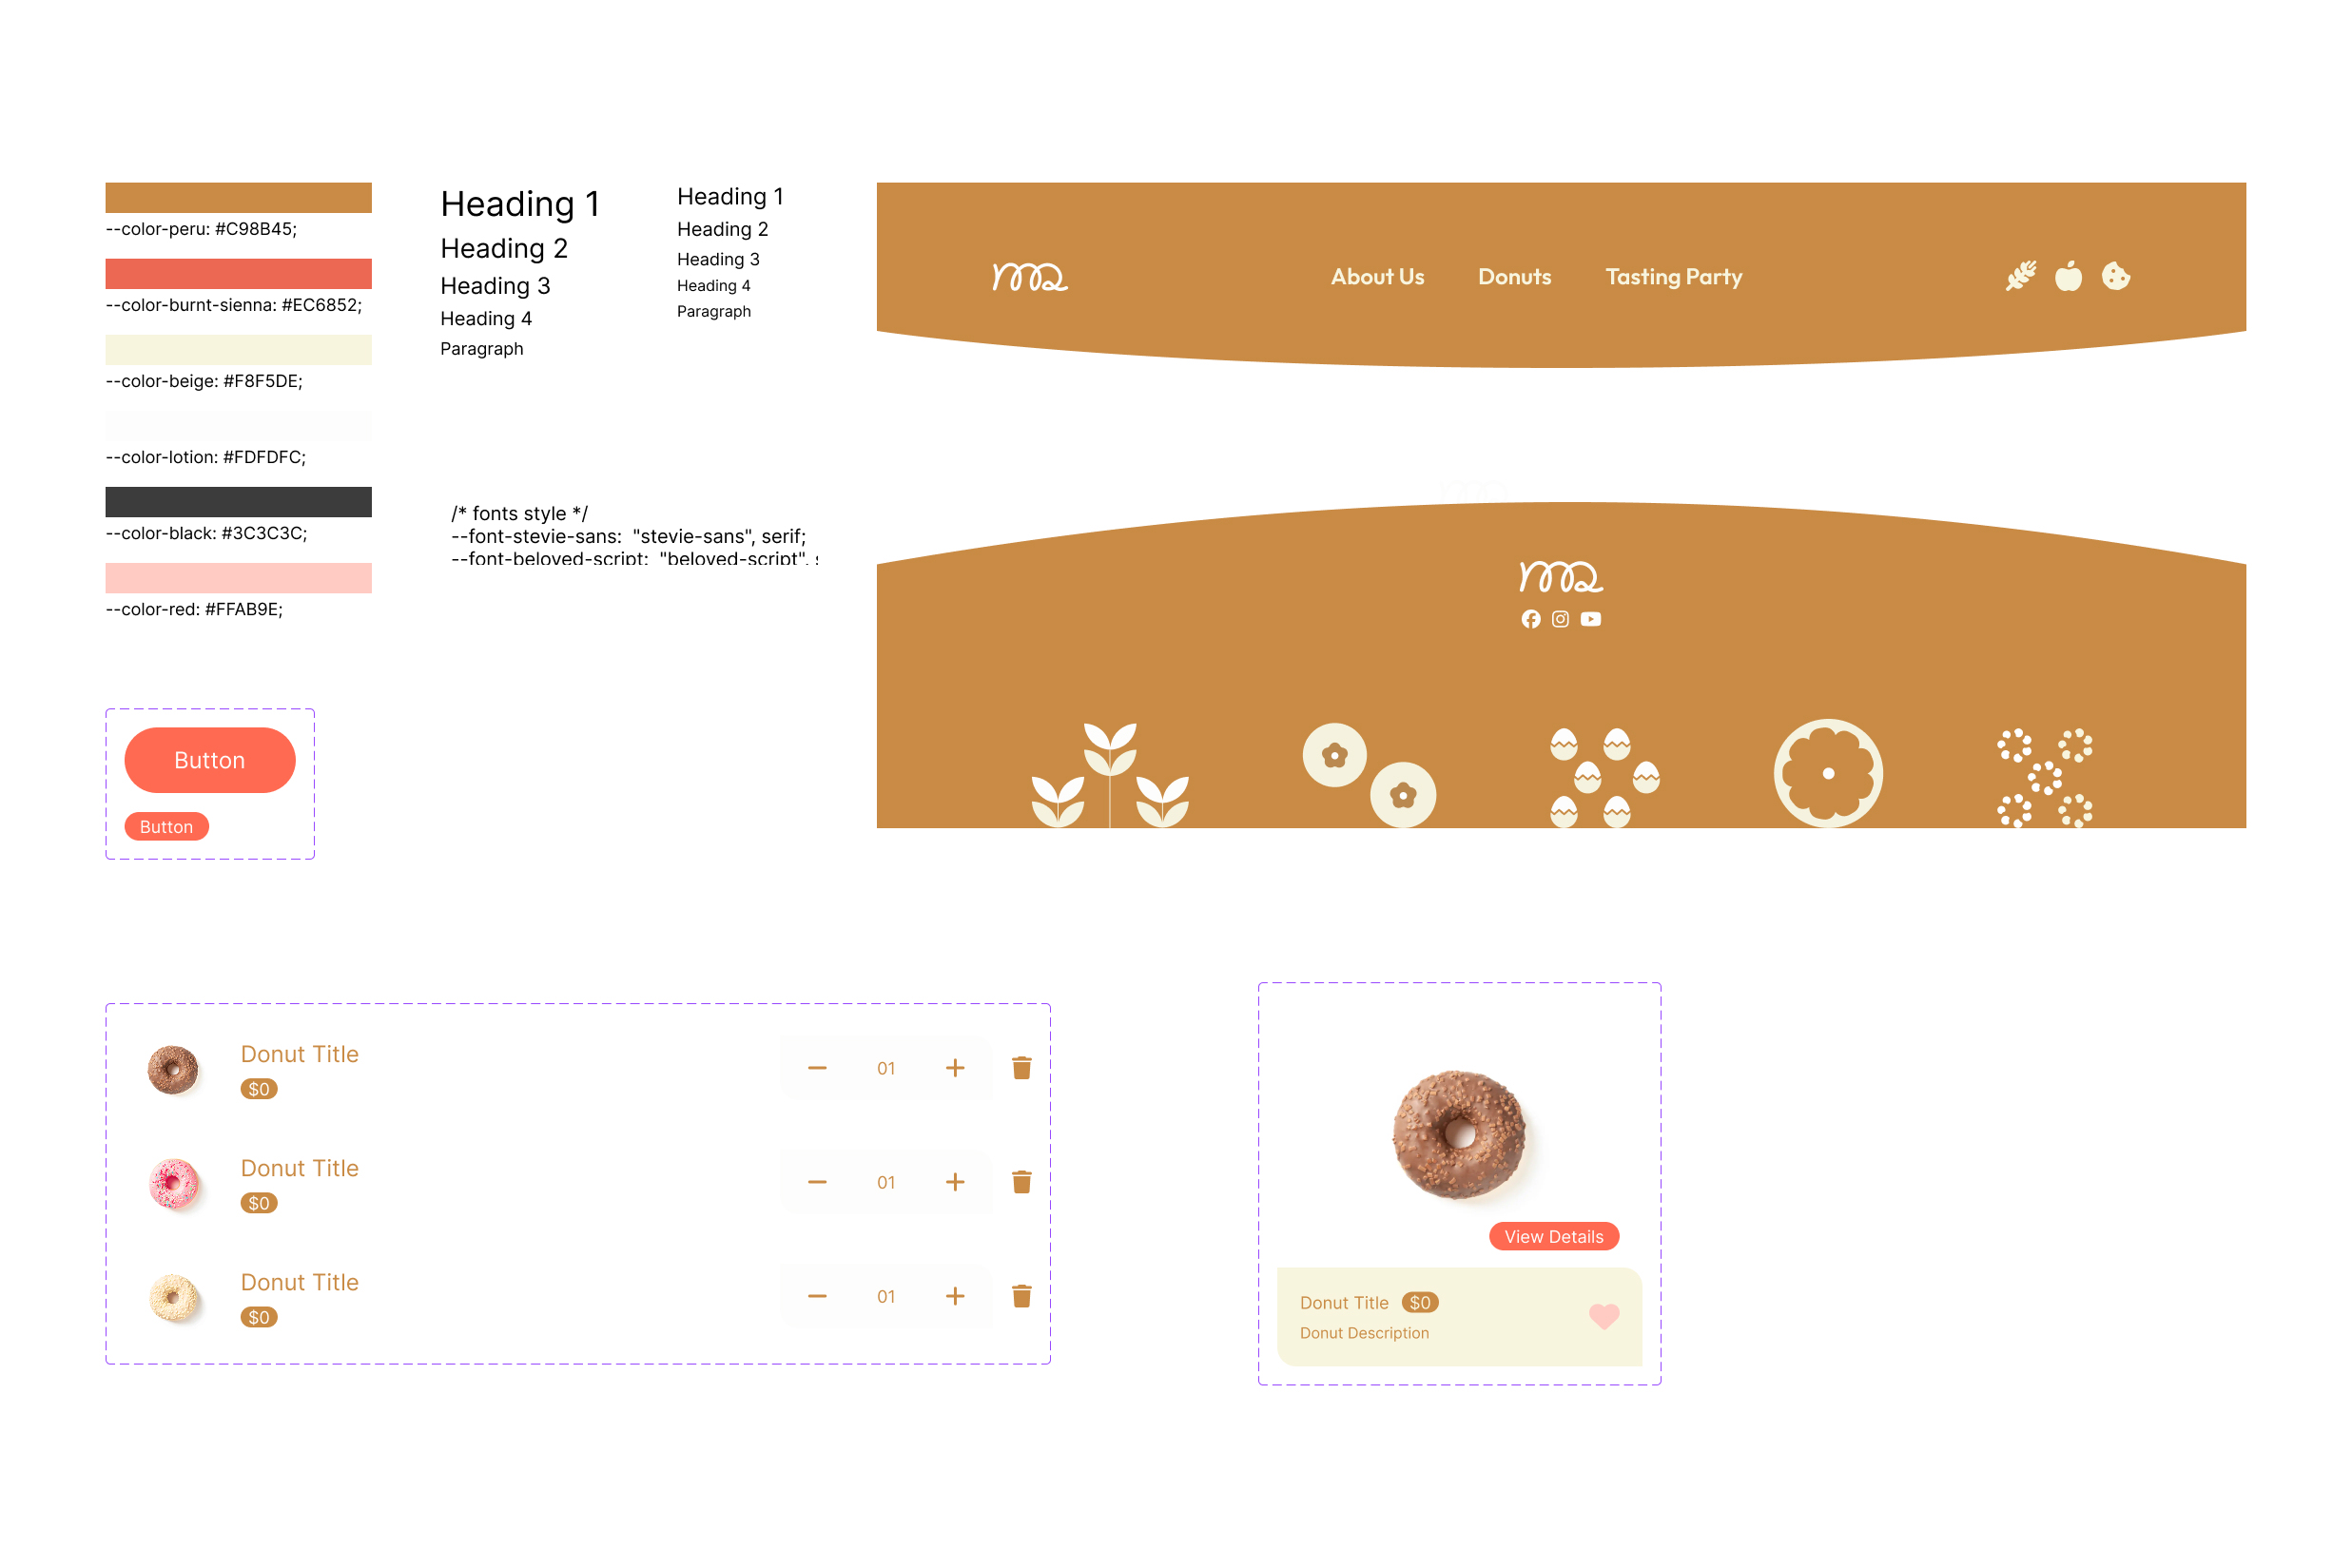 --color-peru: #C98B45;
--color-burnt-sienna: #EC6852;
--color-beige: #F8F5DE;
--color-lotion: #FDFDFC;
--color-black: #3C3C3C;
--color-red: #FFAB9E;
Heading 1
Heading 2
Heading 3
Heading 4
Paragraph
Heading 1
Heading 2
Heading 3
Heading 4
Paragraph
/* fonts style */
--font-stevie-sans:  "stevie-sans", serif;
--font-beloved-script:  "beloved-script", s
About Us
Donuts
Tasting Party
Button
Button
Donut Title
$0
01
Donut Title
$0
01
Donut Title
$0
01
View Details
Donut Title $0
Donut Description